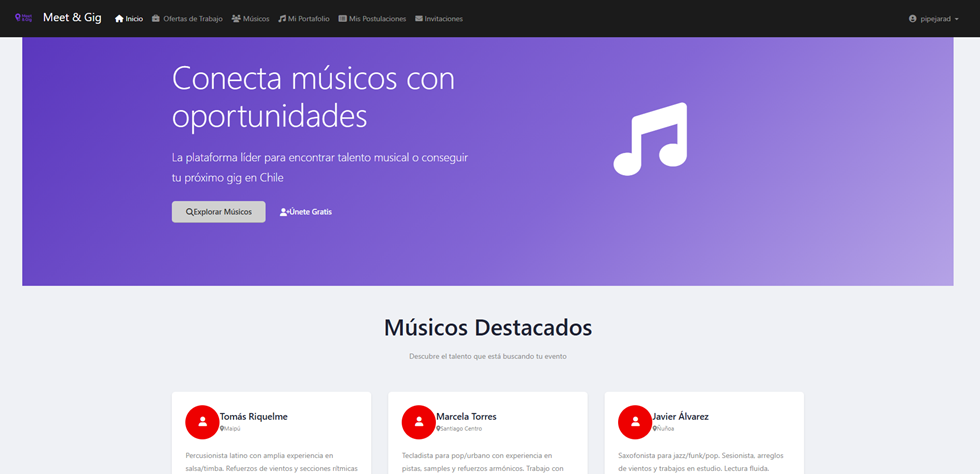 Meet & Gig
Meet & Gig Inicio Ofertas de Trabajo Músicos Mi Portafolio Mis Postulaciones Invitaciones pipejarad
Conecta músicos con
oportunidades
La plataforma líder para encontrar talento musical o conseguir
tu próximo gig en Chile
Explorar Músicos Únete Gratis
Músicos Destacados
Descubre el talento que está buscando tu evento
Tomás Riquelme
Maipú
Percusionista latino con amplia experiencia en
salsa/timba. Refuerzos de vientos y secciones rítmicas
Marcela Torres
Santiago Centro
Tecladista para pop/urbano con experiencia en
pistas, samples y refuerzos armónicos. Trabajo con
Javier Álvarez
Ñuñoa
Saxofonista para jazz/funk/pop. Sesionista, arreglos
de vientos y trabajos en estudio. Lectura fluida.